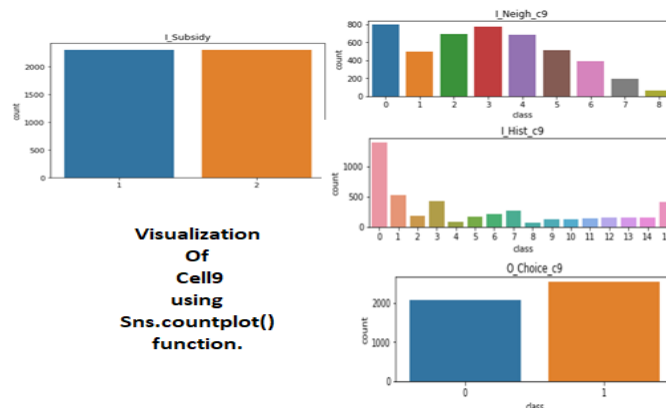 I_Subsidy
2000
1500
1000
500
0
count
1 2
Visualization
Of
Cell9
using
Sns.countplot()
function.
I_Neigh_c9
800
600
400
200
0
count
0 1 2 3 4 5 6 7 8
class
I_Hist_c9
1000
500
0
count
0 1 2 3 4 5 6 7 8 9 10 11 12 13 14
class
O_Choice_c9
2000
1000
0
count
0 1
class